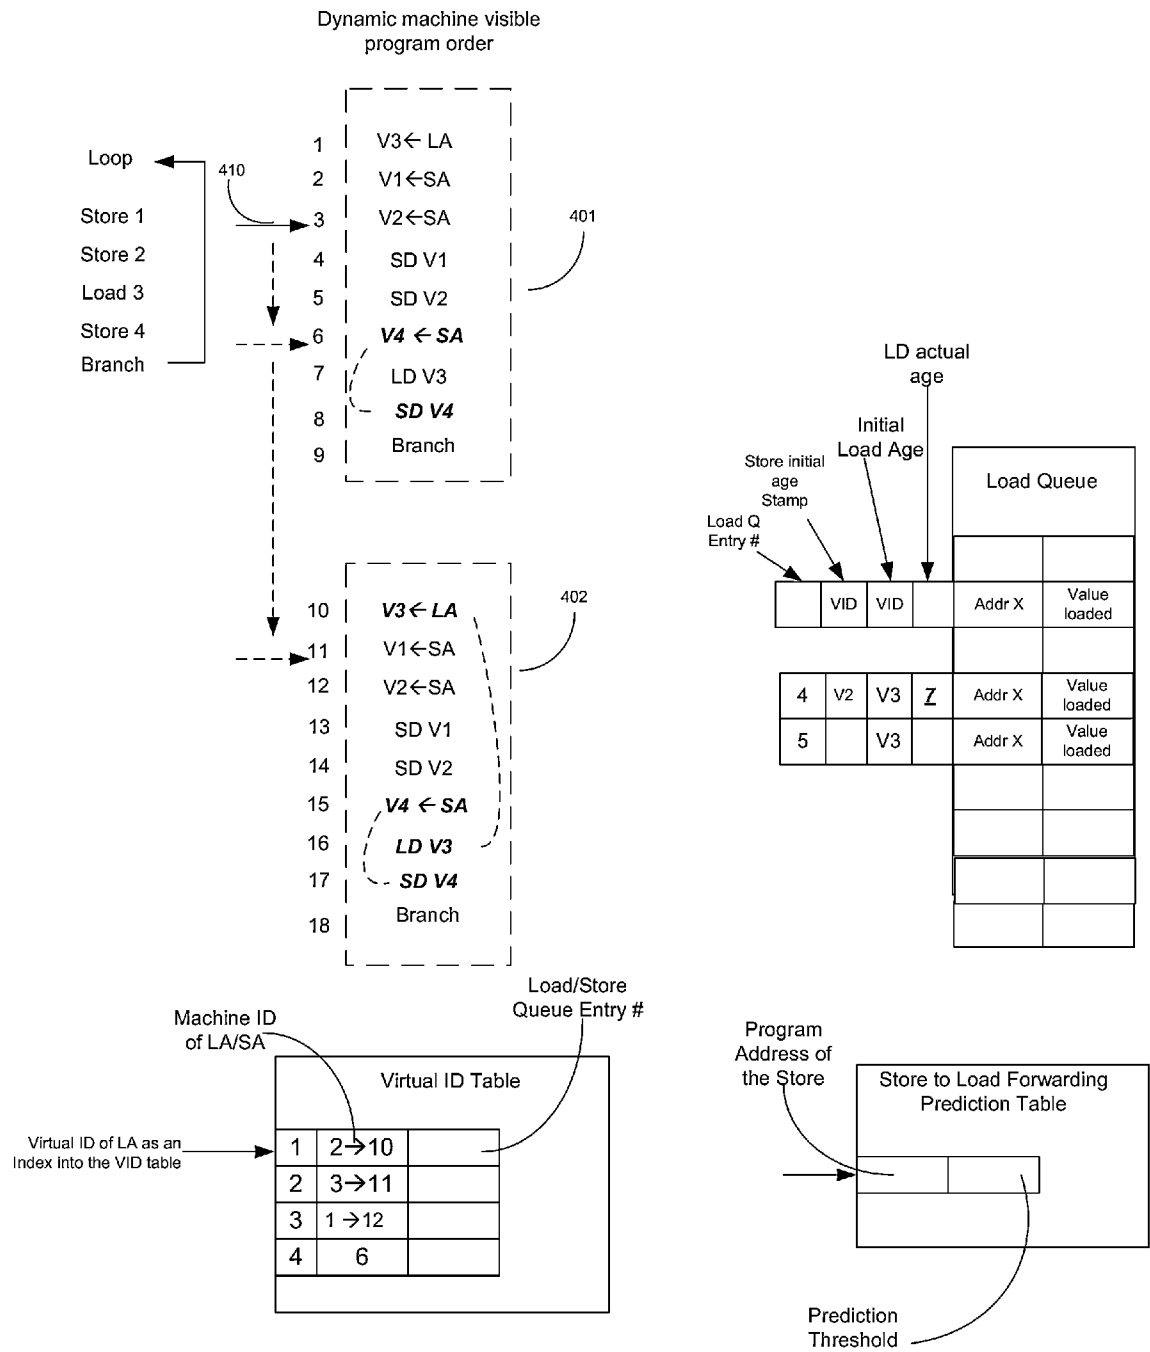 Dynamic machine visible
program order
Loop
Store 1
Store 2
Load 3
Store 4
Branch
410
1 V3← LA
2 V1←SA
3 V2←SA
4 SD V1
5 SD V2
6 V4 ← SA
7 LD V3
8 SD V4
9 Branch
401
10 V3← LA
11 V1←SA
12 V2←SA
13 SD V1
14 SD V2
15 V4 ← SA
16 LD V3
17 SD V4
18 Branch
402
LD actual
age
Initial
Load Age
Store initial
age
Stamp
Load Q
Entry #
Load Queue
VID VID Addr X Value
loaded
4 V2 V3 7 Addr X Value
loaded
5 V3 Addr X Value
loaded
Load/Store
Queue Entry #
Machine ID
of LA/SA
Virtual ID Table
Virtual ID of LA as an
Index into the VID table
1 2→10
2 3→11
3 1→12
4 6
Program
Address of
the Store
Store to Load Forwarding
Prediction Table
Prediction
Threshold